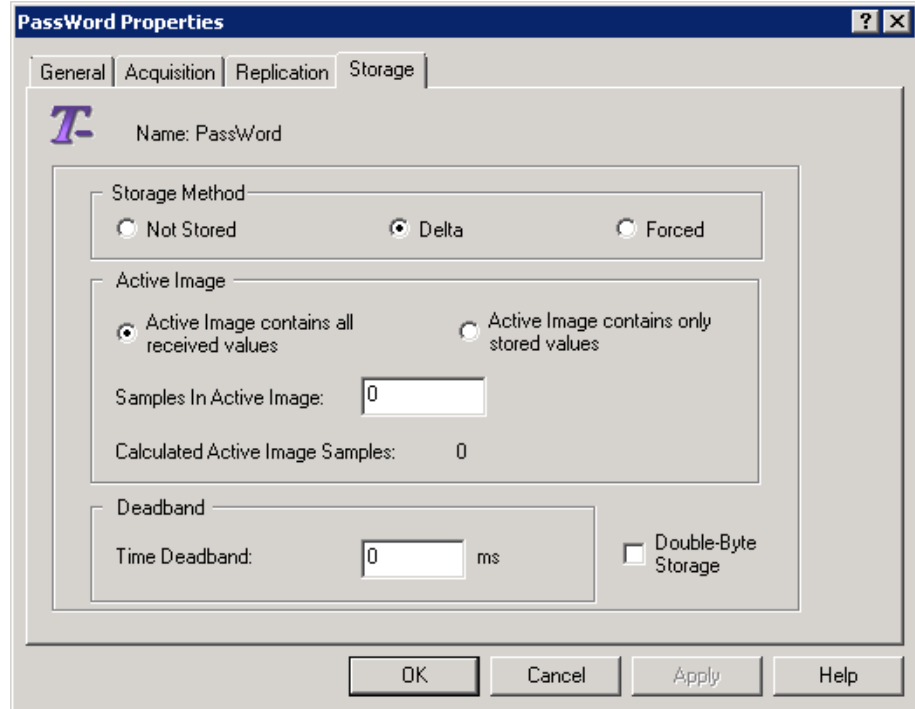 PassWord Properties
General Acquisition Replication Storage
Name: PassWord
Storage Method
Not Stored Delta Forced
Active Image
Active Image contains all
received values
Active Image contains only
stored values
Samples In Active Image: 0
Calculated Active Image Samples: 0
Deadband
Time Deadband: 0 ms
Double-Byte
Storage
OK Cancel Apply Help